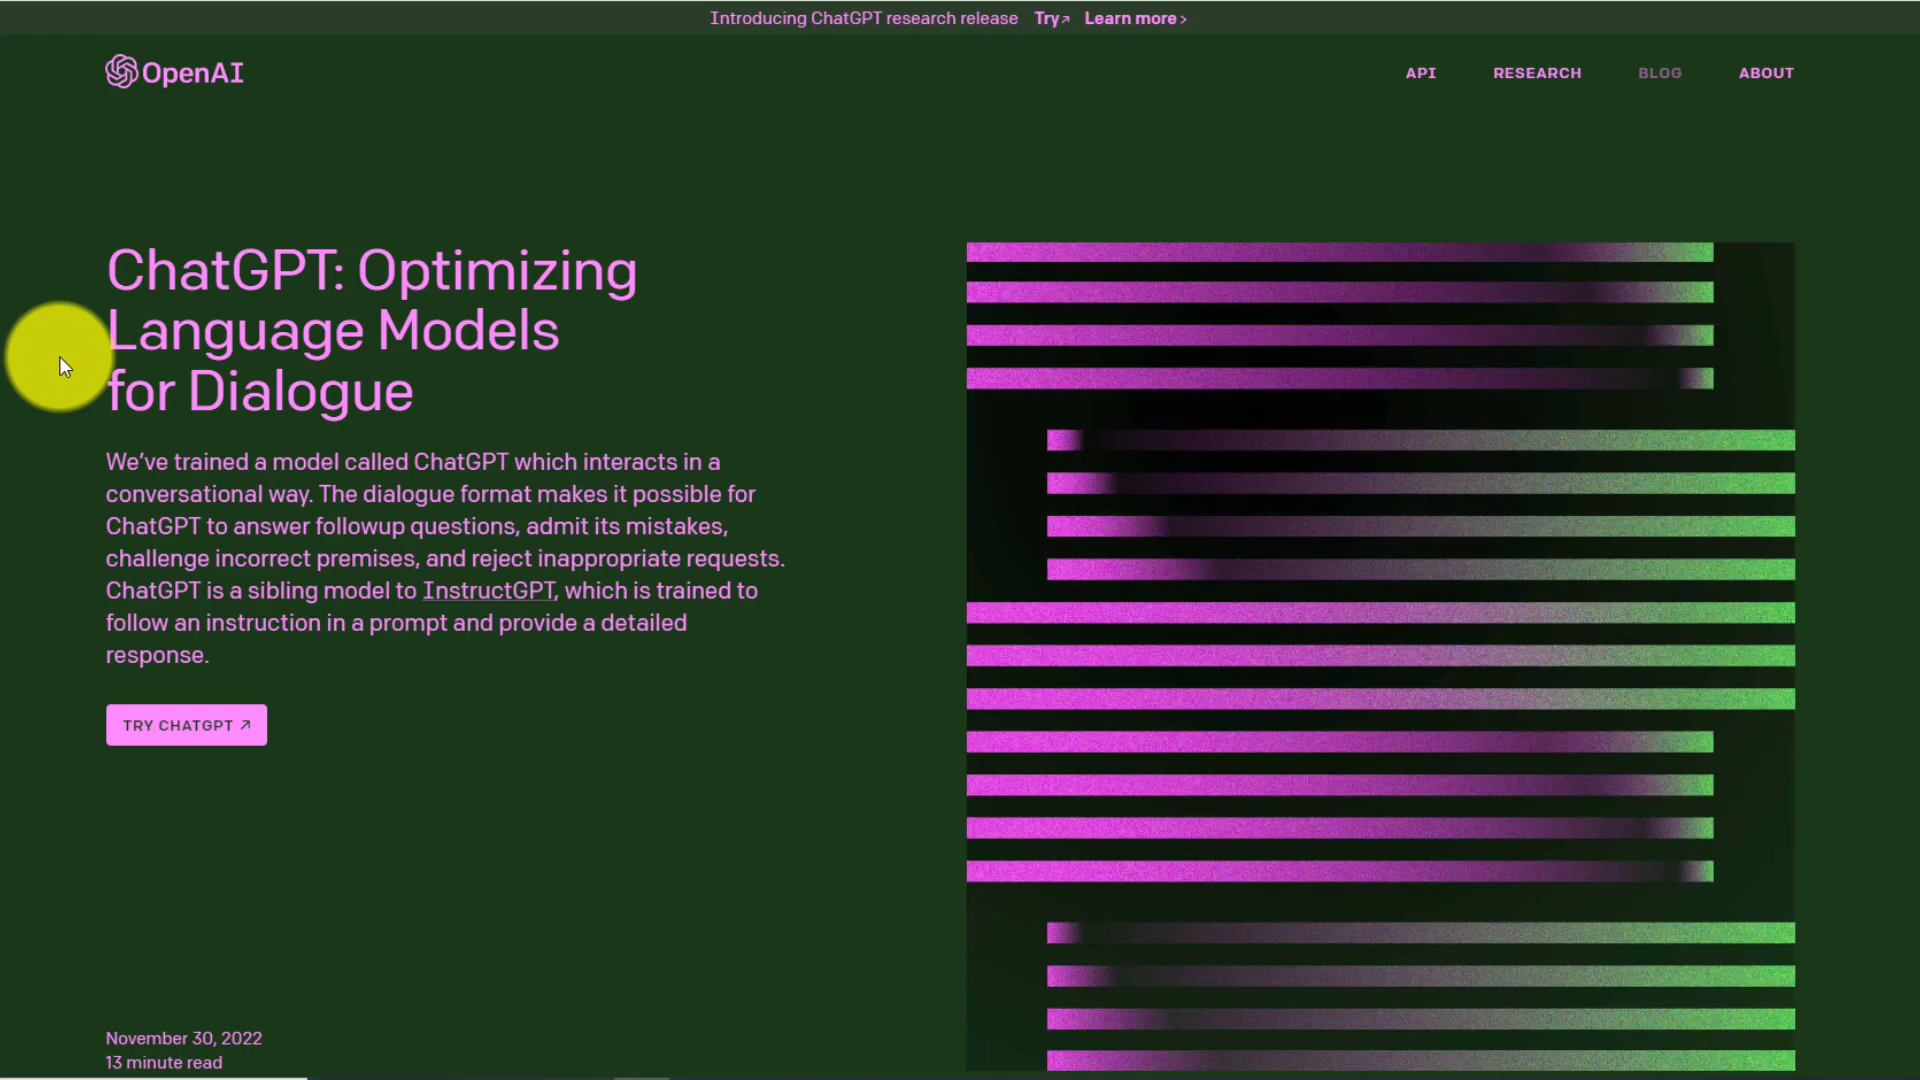 Introducing ChatGPT research release Try↗ Learn more ›
OpenAI
API RESEARCH BLOG ABOUT
ChatGPT: Optimizing
Language Models
for Dialogue
We’ve trained a model called ChatGPT which interacts in a
conversational way. The dialogue format makes it possible for
ChatGPT to answer followup questions, admit its mistakes,
challenge incorrect premises, and reject inappropriate requests.
ChatGPT is a sibling model to InstructGPT, which is trained to
follow an instruction in a prompt and provide a detailed
response.
TRY CHATGPT ↗
November 30, 2022
13 minute read